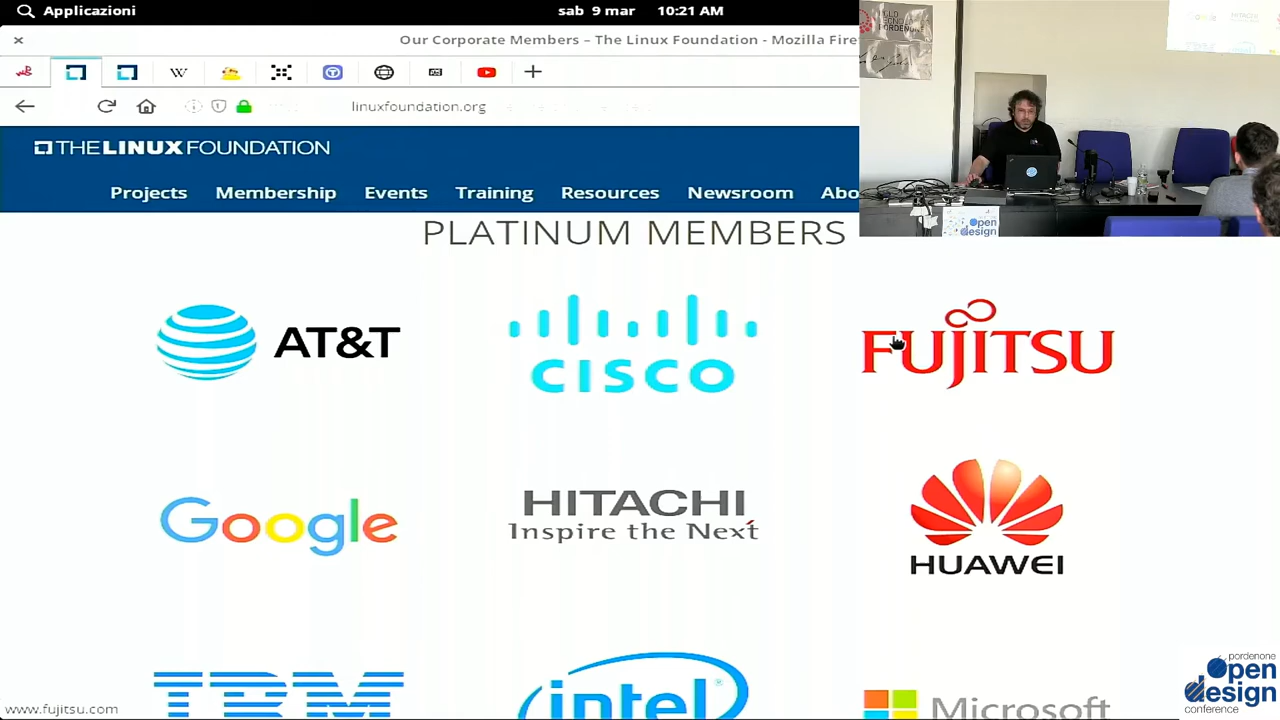 Applicazioni
sab 9 mar 10:21 AM
Our Corporate Members – The Linux Foundation - Mozilla Fire
linuxfoundation.org
THE LINUX FOUNDATION
Projects Membership Events Training Resources Newsroom Abo
PLATINUM MEMBERS
AT&T
CISCO
FUJITSU
Google
HITACHI
Inspire the Next
HUAWEI
IBM
intel
Microsoft
www.fujitsu.com
open
design
pordenone
open
design
conference